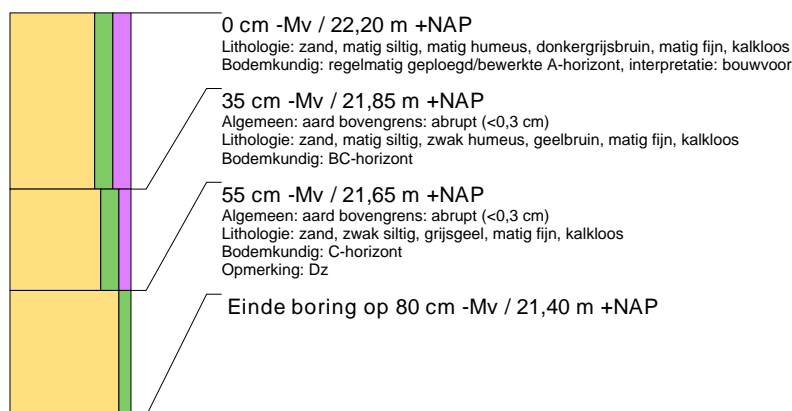 0 cm -Mv / 22,20 m +NAP
Lithologie: zand, matig siltig, matig humeus, donkergrijsbruin, matig fijn, kalkloos
Bodemkundig: regelmatig geploegd/bewerkte A-horizont, interpretatie: bouwvoor
35 cm -Mv / 21,85 m +NAP
Algemeen: aard bovengrens: abrupt (<0,3 cm)
Lithologie: zand, matig siltig, zwak humeus, geelbruin, matig fijn, kalkloos
Bodemkundig: BC-horizont
55 cm -Mv / 21,65 m +NAP
Algemeen: aard bovengrens: abrupt (<0,3 cm)
Lithologie: zand, zwak siltig, grijsgeel, matig fijn, kalkloos
Bodemkundig: C-horizont
Opmerking: Dz
Einde boring op 80 cm -Mv / 21,40 m +NAP